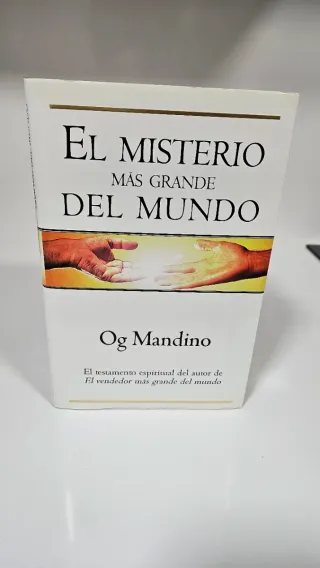 EL MISTERIO
MÁS GRANDE
DEL MUNDO
Og Mandino
El testamento espiritual del autor de
El vendedor más grande del mundo